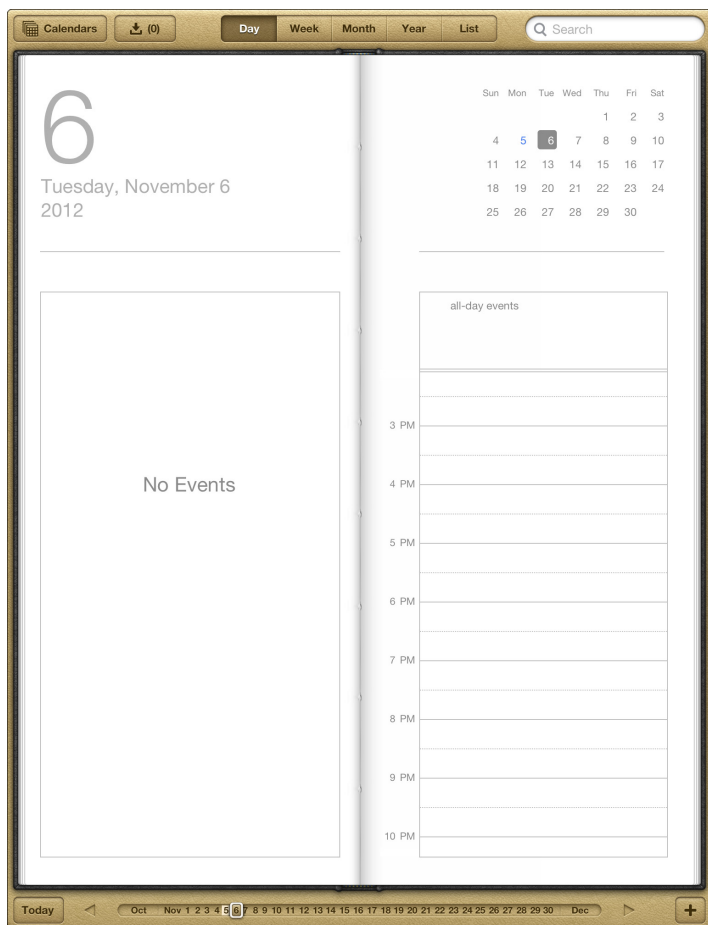 Calendars (0) Day Week Month Year List Search
6
Tuesday, November 6
2012
Sun Mon Tue Wed Thu Fri Sat
1 2 3
4 5 6 7 8 9 10
11 12 13 14 15 16 17
18 19 20 21 22 23 24
25 26 27 28 29 30
No Events
all-day events
3 PM
4 PM
5 PM
6 PM
7 PM
8 PM
9 PM
10 PM
Today Oct Nov 1 2 3 4 5 6 7 8 9 10 11 12 13 14 15 16 17 18 19 20 21 22 23 24 25 26 27 28 29 30 Dec +